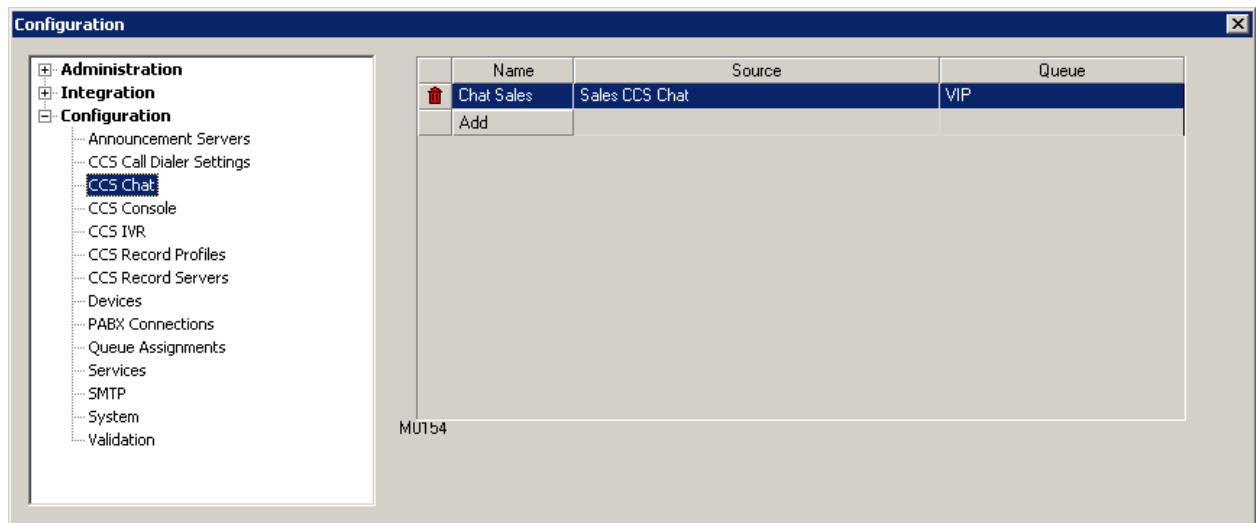 Configuration
Administration
Integration
Configuration
Announcement Servers
CCS Call Dialer Settings
CCS Chat
CCS Console
CCS IVR
CCS Record Profiles
CCS Record Servers
Devices
PABX Connections
Queue Assignments
Services
SMTP
System
Validation
Name Source Queue
Chat Sales Sales CCS Chat VIP
Add
MU154